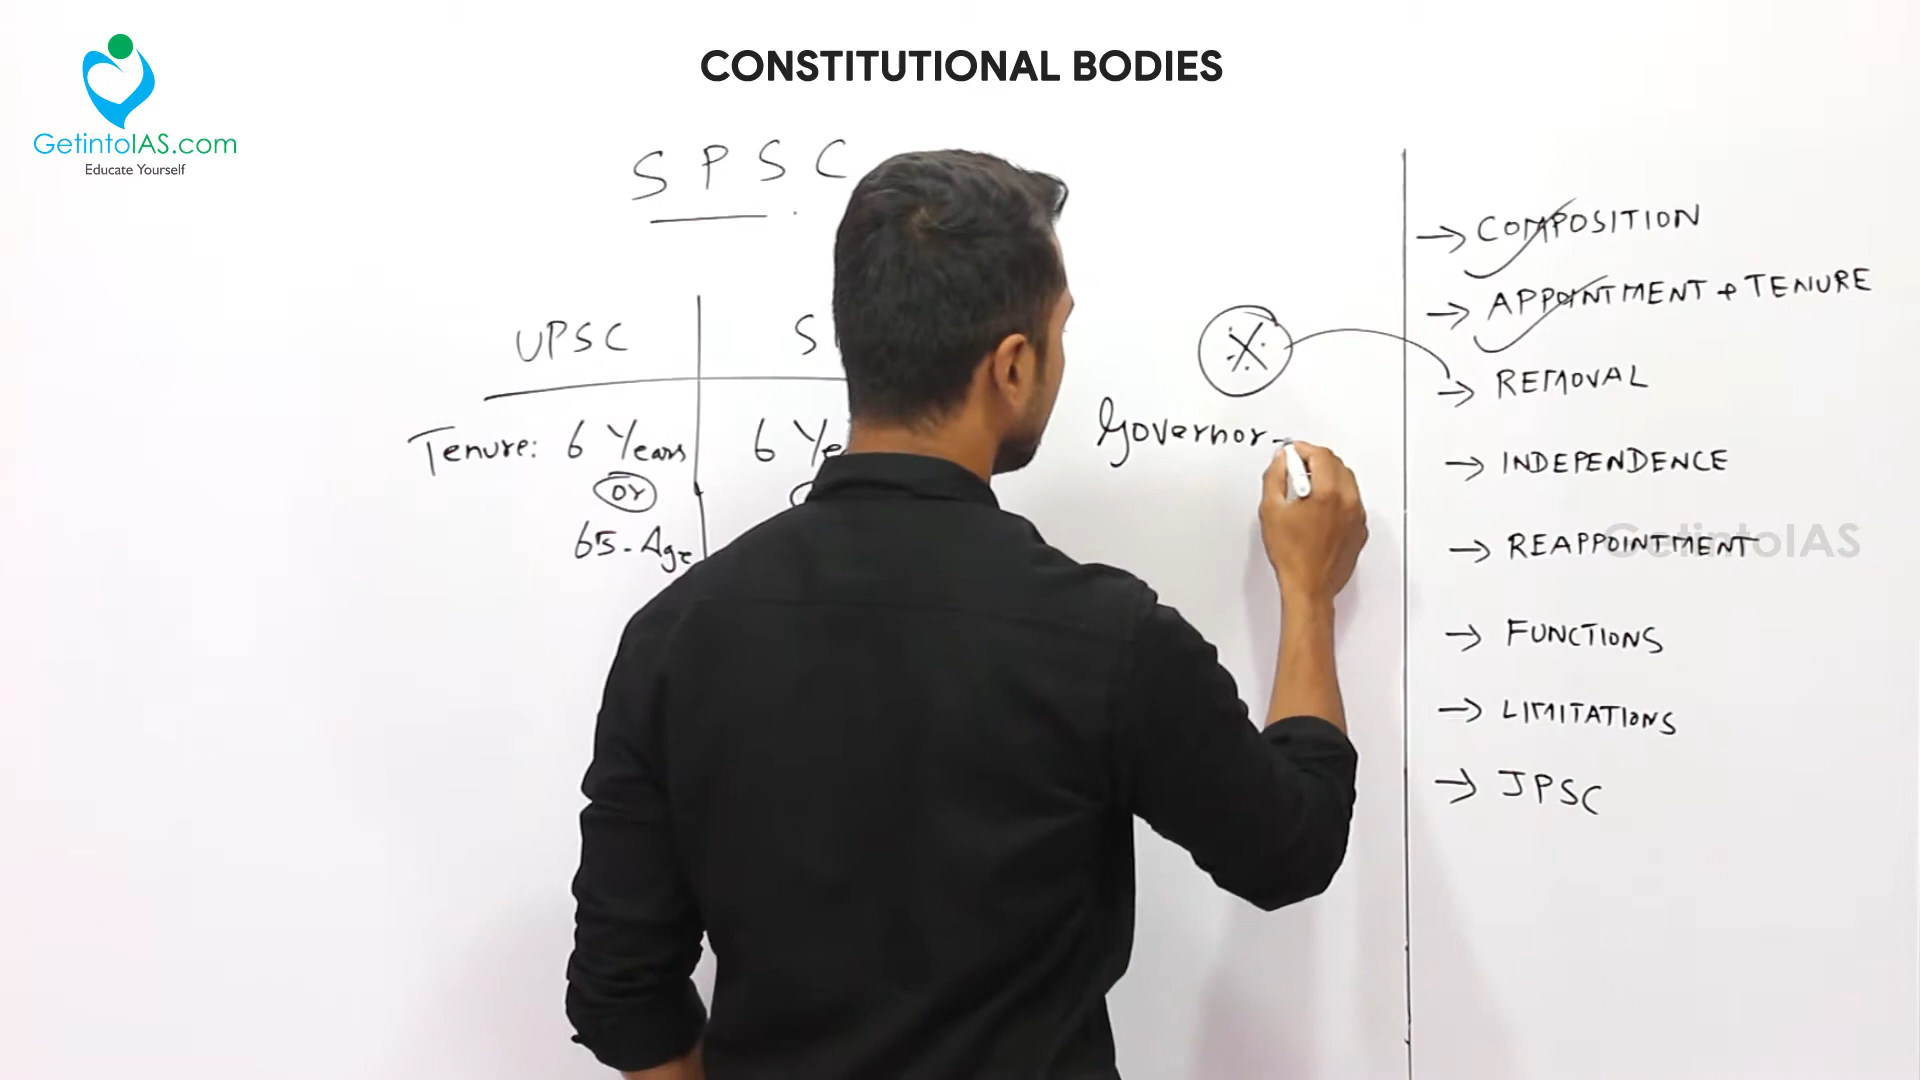 CONSTITUTIONAL BODIES
GetintoIAS.com
Educate Yourself
SPSC
UPSC
Tenure: 6 Years
or
65-Age
6
Governor-
→ COMPOSITION
→ APPOINTMENT + TENURE
→ REMOVAL
→ INDEPENDENCE
→ REAPPOINTMENT
GetintoIAS
→ FUNCTIONS
→ LIMITATIONS
→ JPSC